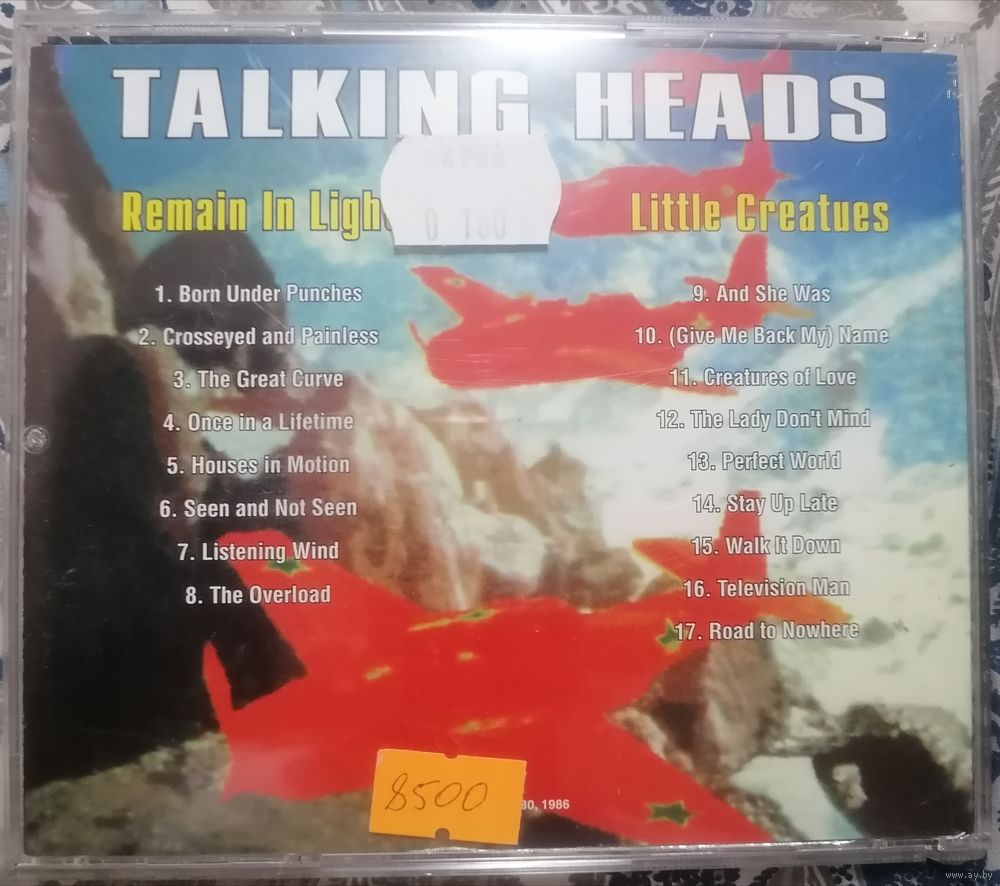 TALKING HEADS
Remain In Ligh
Little Creatues
1. Born Under Punches
2. Crosseyed and Painless
3. The Great Curve
4. Once in a Lifetime
5. Houses in Motion
6. Seen and Not Seen
7. Listening Wind
8. The Overload
9. And She Was
10. (Give Me Back My) Name
11. Creatures of Love
12. The Lady Don't Mind
13. Perfect World
14. Stay Up Late
15. Walk It Down
16. Television Man
17. Road to Nowhere
8500
80, 1986
www.ay.by